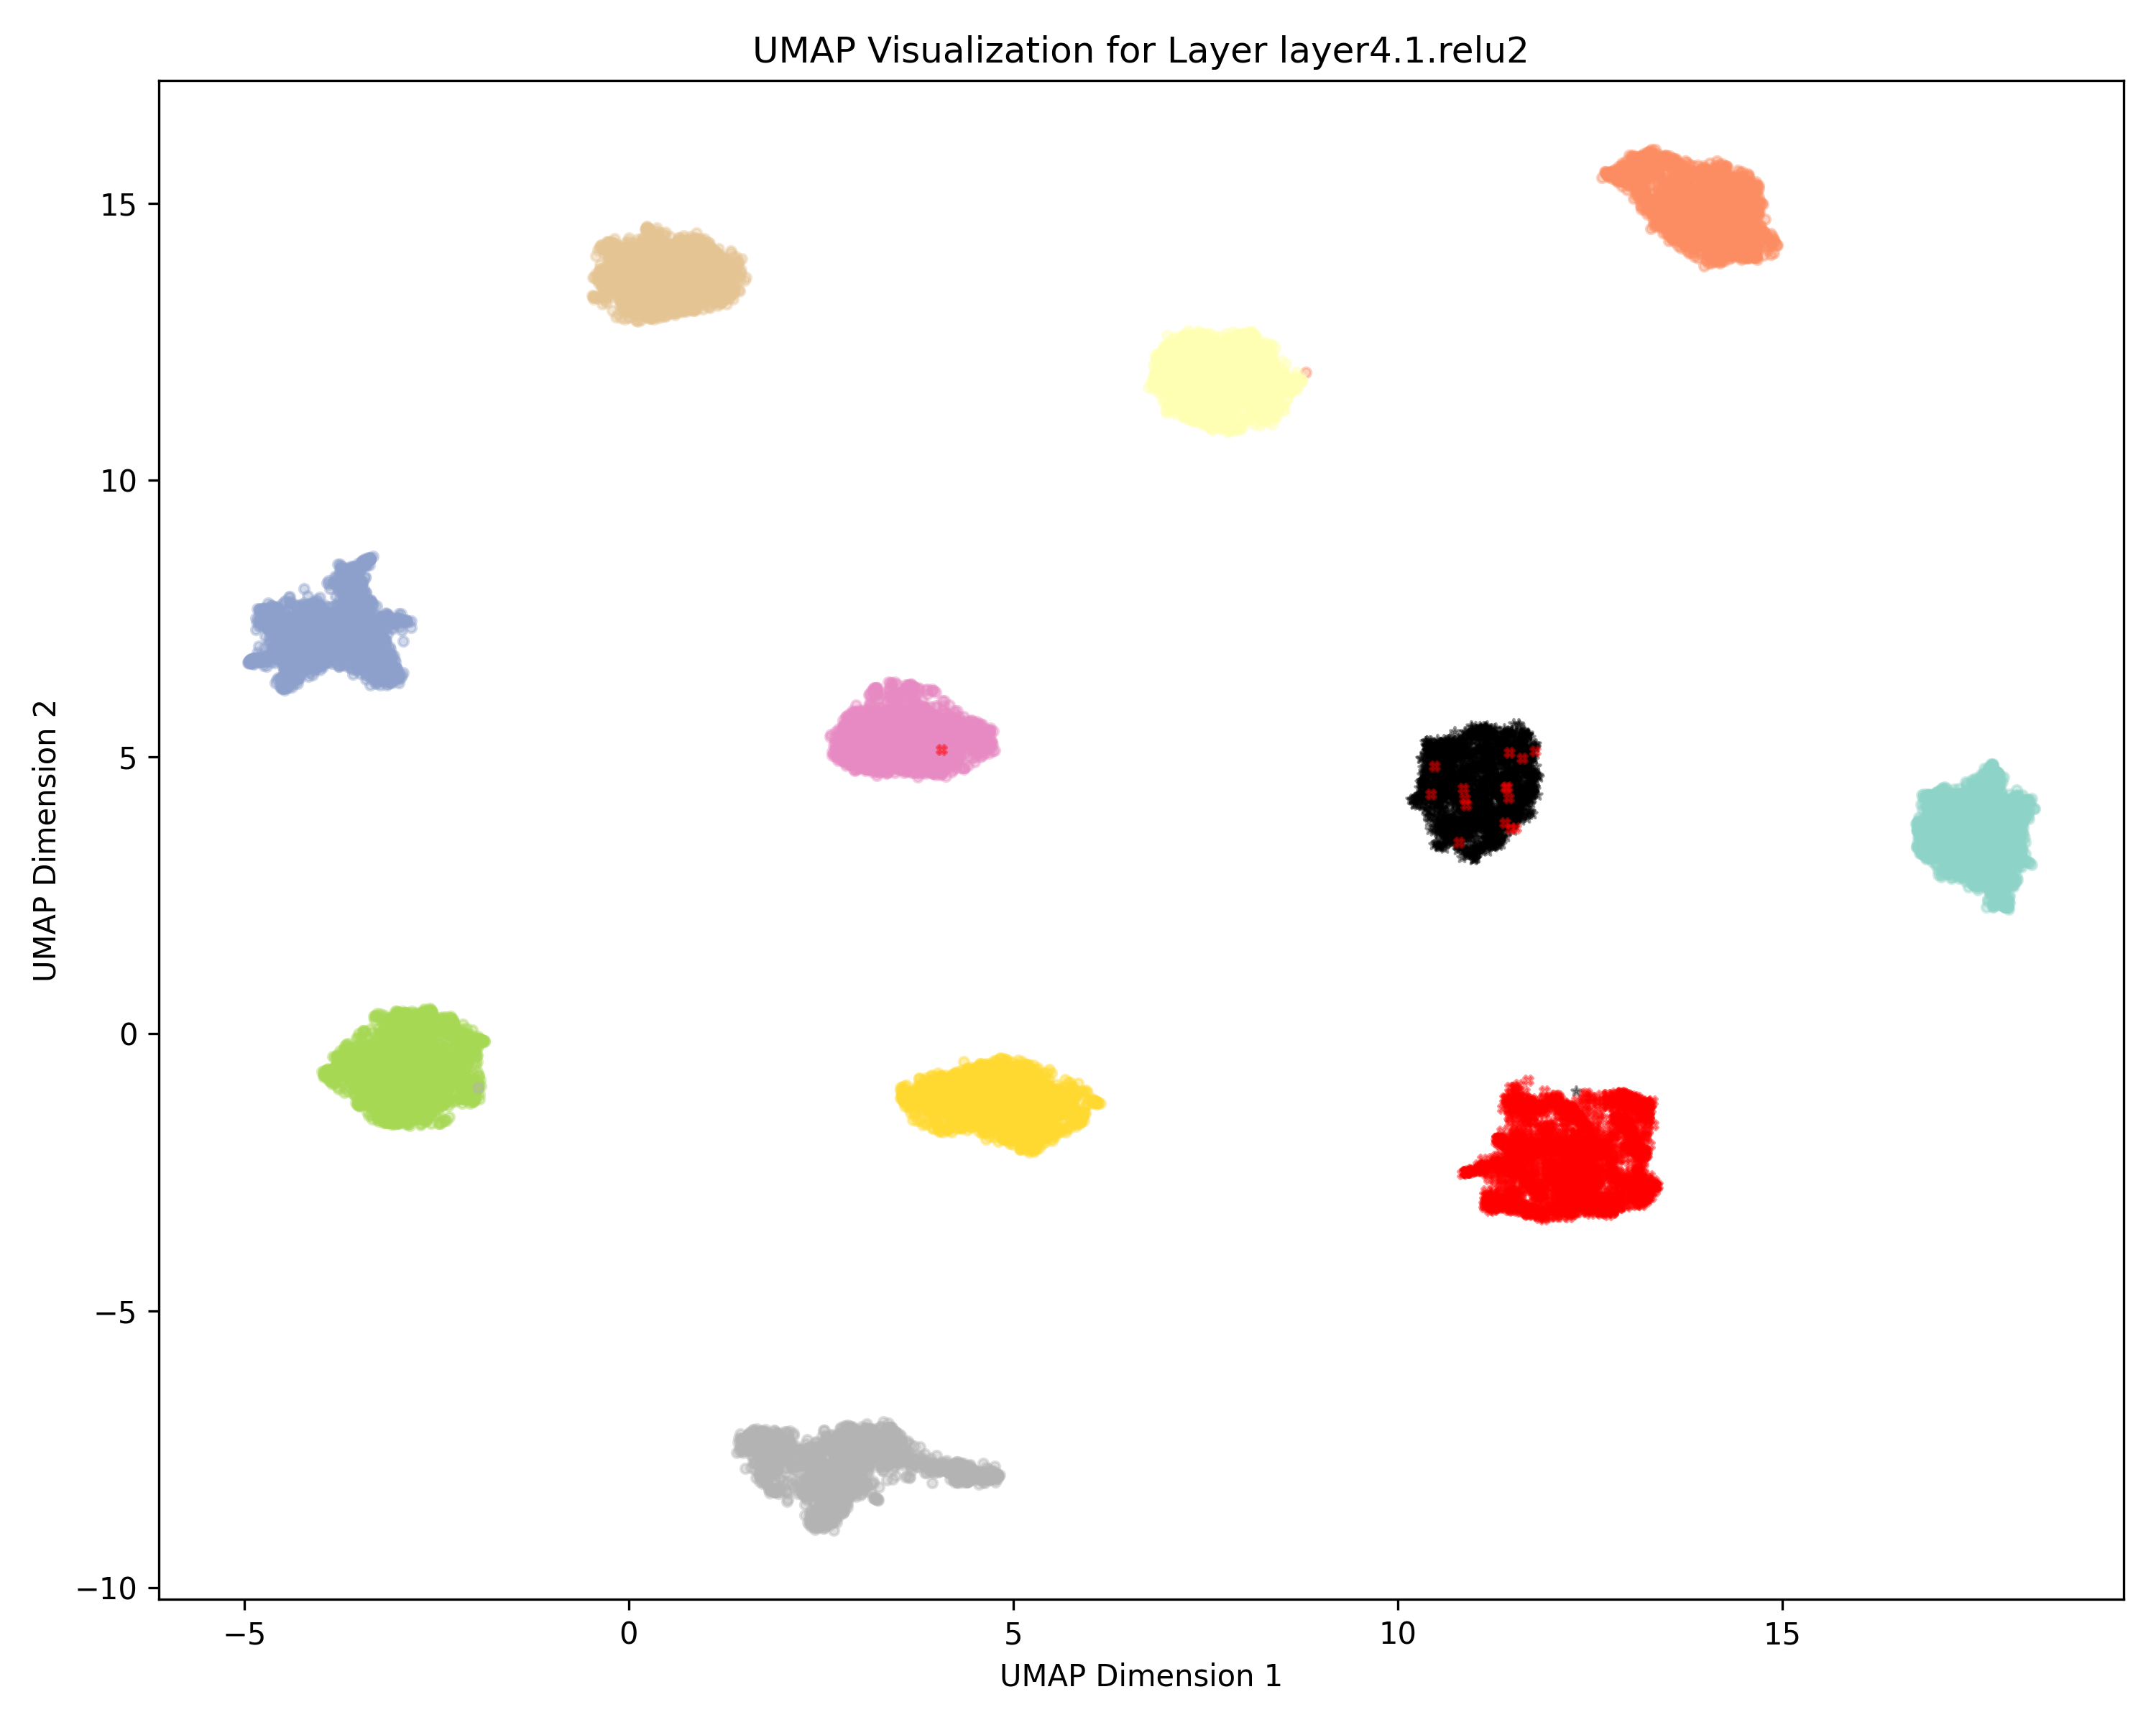 UMAP Visualization for Layer layer4.1.relu2
15
10
5
0
−5
−10
UMAP Dimension 2
−5 0 5 10 15
UMAP Dimension 1